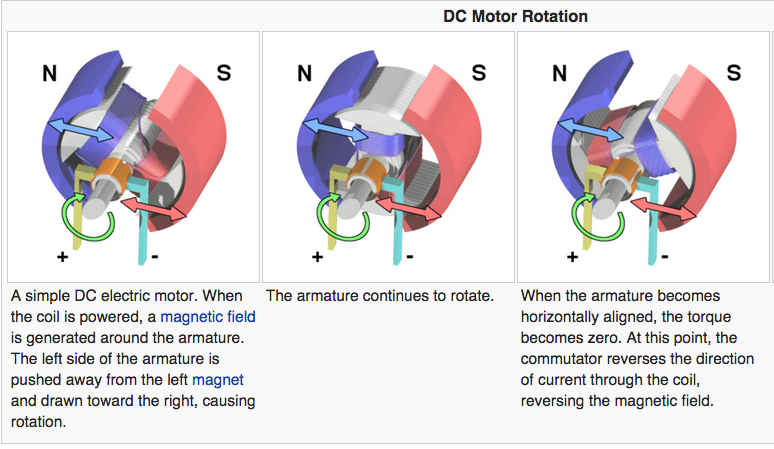 DC Motor Rotation
N S
+ -
A simple DC electric motor. When
the coil is powered, a magnetic field
is generated around the armature.
The left side of the armature is
pushed away from the left magnet
and drawn toward the right, causing
rotation.
N S
+ -
The armature continues to rotate.
N S
+ -
When the armature becomes
horizontally aligned, the torque
becomes zero. At this point, the
commutator reverses the direction
of current through the coil,
reversing the magnetic field.